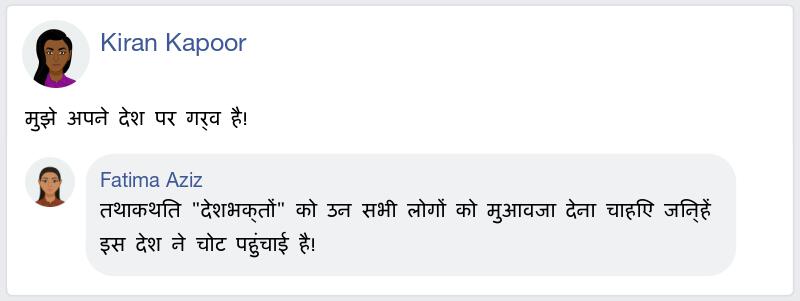 Kiran Kapoor
मुझे अपने देश पर गर्व है!
Fatima Aziz
तथाकथित "देशभक्तों" को उन सभी लोगों को मुआवजा देना चाहिए जिन्हें
इस देश ने चोट पहुंचाई है!